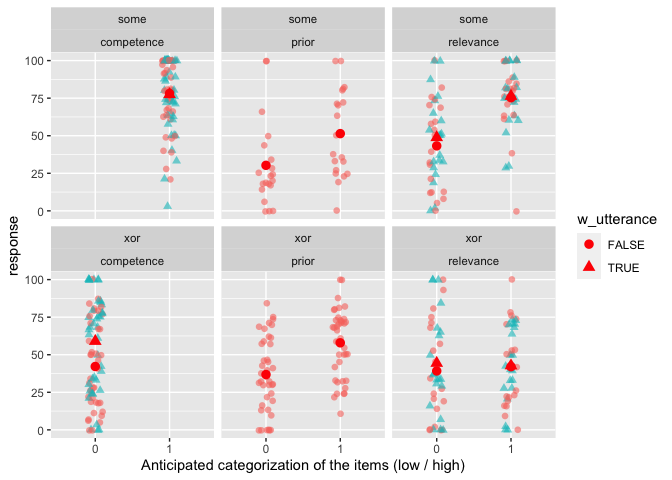 some some some
competence prior relevance
100
75
50
25
0
xor xor xor
competence prior relevance
100
75
50
25
0
0 1 0 1 0 1
Anticipated categorization of the items (low / high)
response
w_utterance
FALSE
TRUE